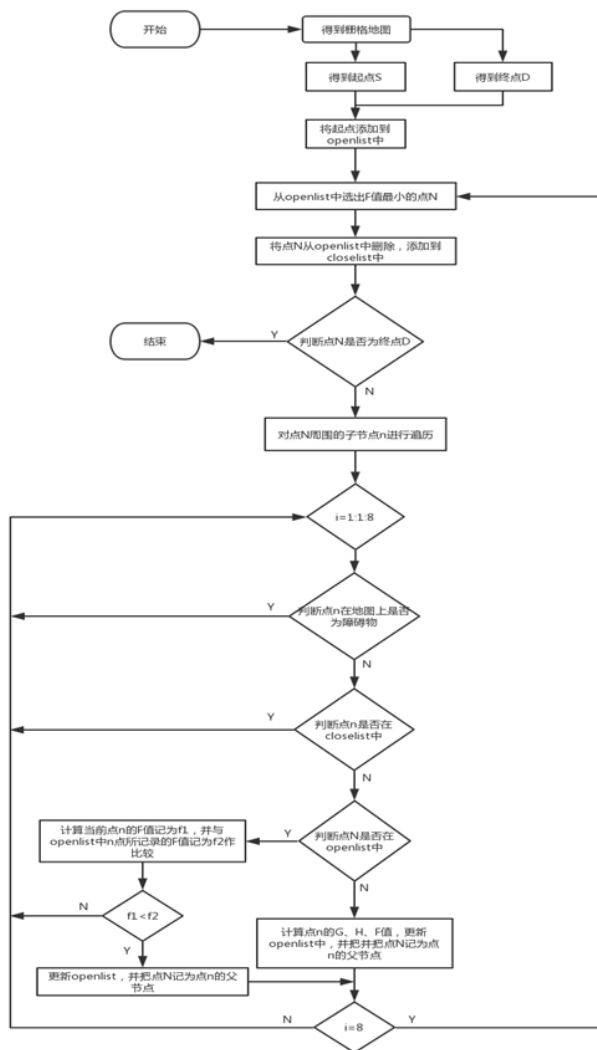 开始
得到栅格地图
得到起点S
得到终点D
将起点添加到
openlist中
从openlist中选出F值最小的点N
将点N从openlist中删除，添加到
closelist中
Y
结束
判断点N是否为终点D
N
对点N周围的子节点n进行遍历
i=1:1:8
Y
判断点n在地图上是否
为障碍物
N
Y
判断点n是否在
closelist中
N
计算当前点n的F值记为f1，并与
openlist中n点所记录的F值记为f2作
比较
Y
判断点N是否在
openlist中
N
N
f1<f2
Y
计算点n的G、H、F值，更新
openlist中，并把并把点N记为点
n的父节点
更新openlist，并把点N记为点n的父
节点
N
i=8
Y